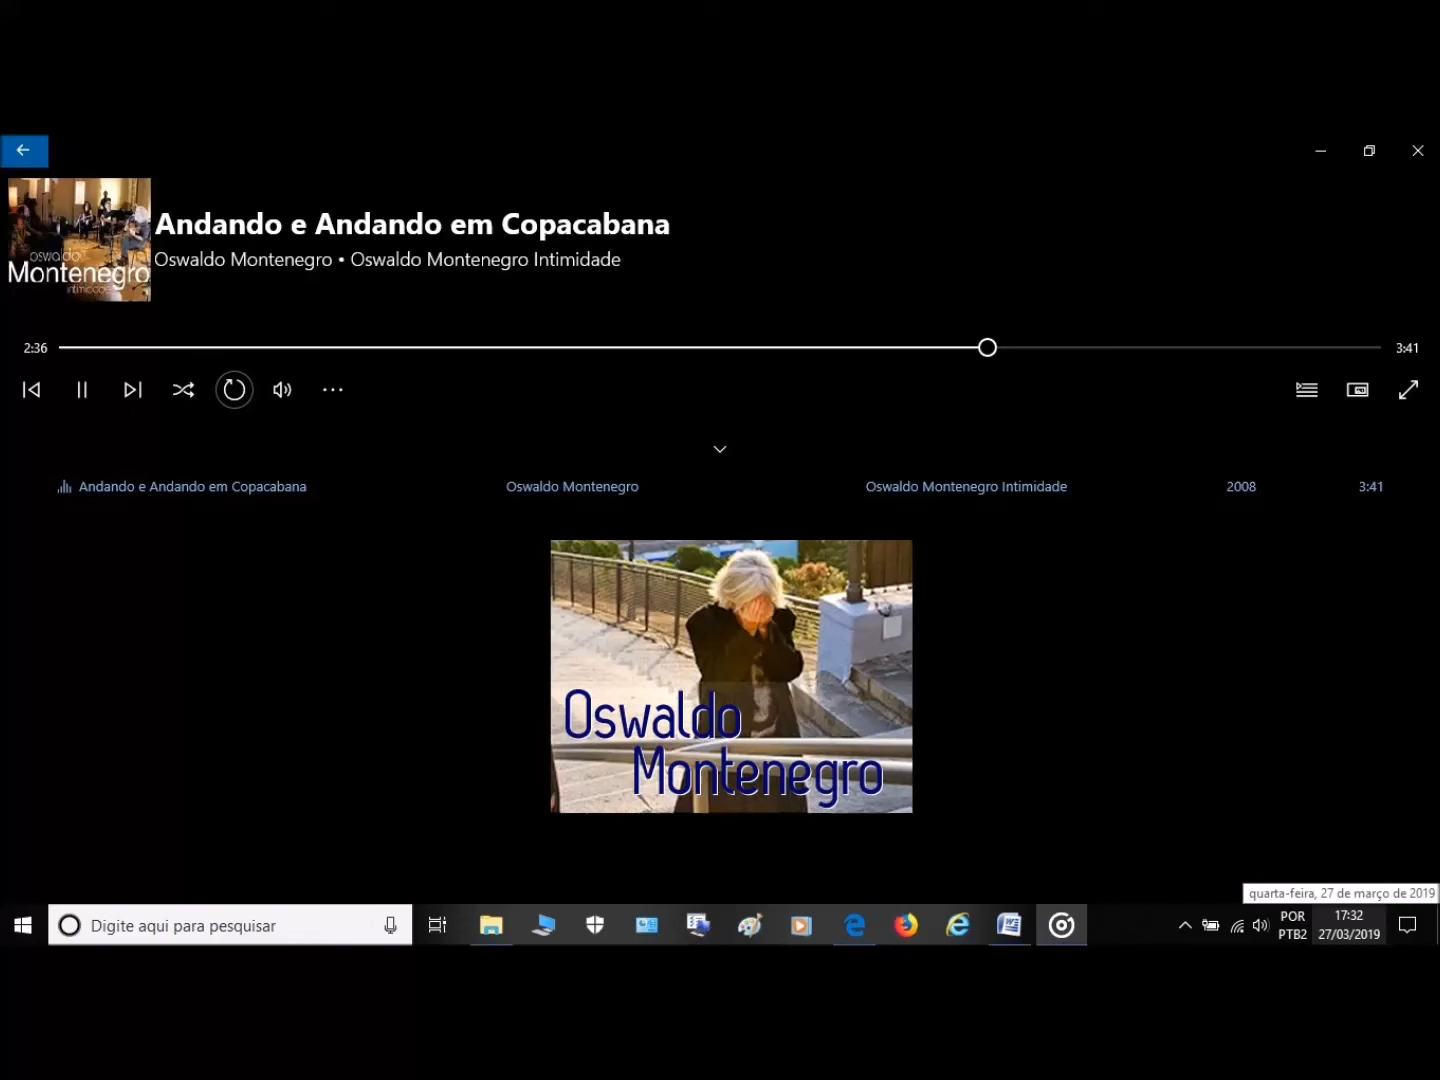 Andando e Andando em Copacabana
Oswaldo Montenegro • Oswaldo Montenegro Intimidade
oswaldo
Montenegro
intimidade
2:36
3:41
Andando e Andando em Copacabana
Oswaldo Montenegro
Oswaldo Montenegro Intimidade
2008
3:41
Oswaldo
Montenegro
quarta-feira, 27 de março de 2019
Digite aqui para pesquisar
POR
PTB2
17:32
27/03/2019